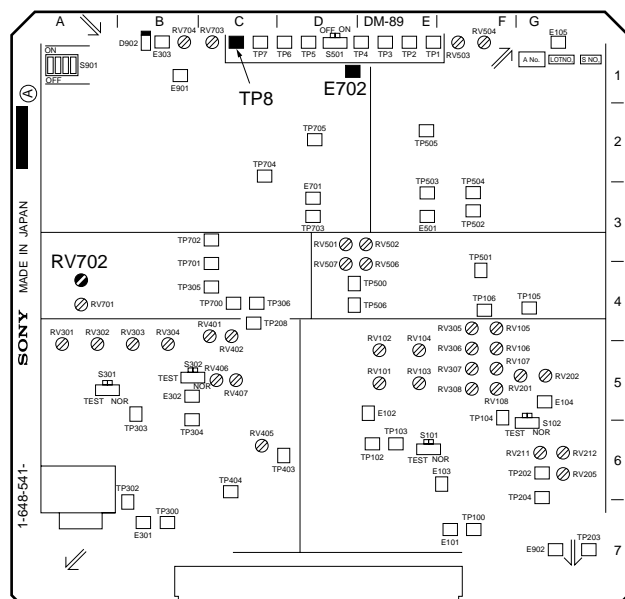 A B C D DM-89 E F G
D902 E303 RV704 RV703 TP7 TP6 TP5 OFF ON S501 TP4 TP3 TP2 TP1 RV503 RV504 E105
ON S901 OFF
E901 TP8 E702 A No. LOTNO. S NO. 1
A
TP705 TP505 2
TP704
E701 TP503 TP504
TP703 E501 TP502 3
TP702 RV501 RV502
TP701 RV507 RV506 TP501
RV702
TP305 TP500
RV701 TP700 TP306 TP506 TP106 TP105 4
TP208
RV301 RV302 RV303 RV304 RV401 RV402 RV102 RV104 RV305 RV105
RV306 RV106
S301 S302 TEST NOR RV406 RV101 RV103 RV307 RV107 RV202 5
TEST NOR E302 RV407 RV308 RV201
RV108 E104
TP303 TP304 E102 TP104 S102 TEST NOR
RV405 TP102 TP103 S101 TEST NOR 6
TP403 RV211 RV212
TP404 E103 TP202 RV205
TP302 TP204
E301 TP300 E101 TP100
E902 TP203 7
SONY MADE IN JAPAN
1-648-541-